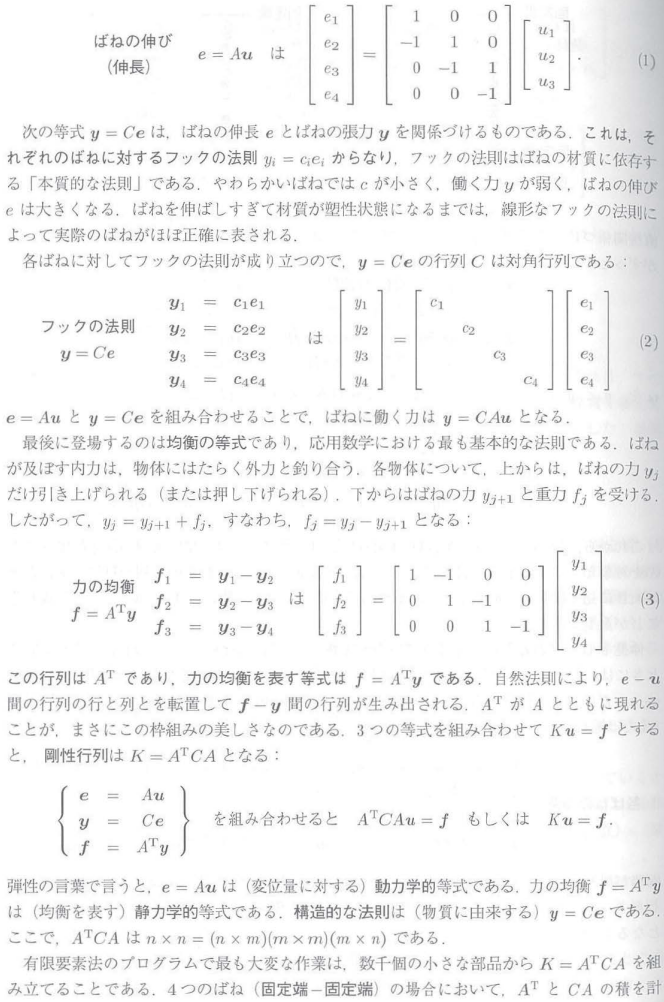 ばねの伸び
(伸長) e = Au は [e1 e2 e3 e4] = [1 0 0; −1 1 0; 0 −1 1; 0 0 −1] [u1 u2 u3]. (1)
次の等式 y = Ce は，ばねの伸長 e とばねの張力 y を関係づけるものである．これは，そ
れぞれのばねに対するフックの法則 yi = ciei からなり，フックの法則はばねの材質に依存す
る「本質的な法則」である．やわらかいばねでは c が小さく，働く力 y が弱く，ばねの伸び
e は大きくなる．ばねを伸ばしすぎて材質が塑性状態になるまでは，線形なフックの法則に
よって実際のばねがほぼ正確に表される．
各ばねに対してフックの法則が成り立つので，y = Ce の行列 C は対角行列である：
フックの法則
y = Ce
y1 = c1e1
y2 = c2e2
y3 = c3e3
y4 = c4e4
は [y1 y2 y3 y4] = [c1 c2 c3 c4] [e1 e2 e3 e4] (2)
e = Au と y = Ce を組み合わせることで，ばねに働く力は y = CAu となる．
最後に登場するのは均衡の等式であり，応用数学における最も基本的な法則である．ばね
が及ぼす内力は，物体にはたらく外力と釣り合う．各物体について，上からは，ばねの力 yj
だけ引き上げられる（または押し下げられる）．下からはばねの力 yj+1 と重力 fj を受ける．
したがって，yj = yj+1 + fj，すなわち，fj = yj − yj+1 となる：
力の均衡
f = Aᵀy
f1 = y1 − y2
f2 = y2 − y3
f3 = y3 − y4
は [f1 f2 f3] = [1 −1 0 0; 0 1 −1 0; 0 0 1 −1] [y1 y2 y3 y4] (3)
この行列は Aᵀ であり，力の均衡を表す等式は f = Aᵀy である．自然法則により，e − u
間の行列の行と列とを転置して f − y 間の行列が生み出される．Aᵀ が A とともに現れる
ことが，まさにこの枠組みの美しさなのである．3 つの等式を組み合わせて Ku = f とする
と， 剛性行列は K = AᵀCA となる：
{ e = Au
y = Ce
f = Aᵀy } を組み合わせると AᵀCAu = f もしくは Ku = f.
弾性の言葉で言うと，e = Au は（変位量に対する）動力学的等式である．力の均衡 f = Aᵀy
は（均衡を表す）静力学的等式である．構造的な法則は（物質に由来する）y = Ce である．
ここで，AᵀCA は n × n = (n × m)(m × m)(m × n) である．
有限要素法のプログラムで最も大変な作業は，数千個の小さな部品から K = AᵀCA を組
み立てることである．4 つのばね（固定端−固定端）の場合において，Aᵀ と CA の積を計